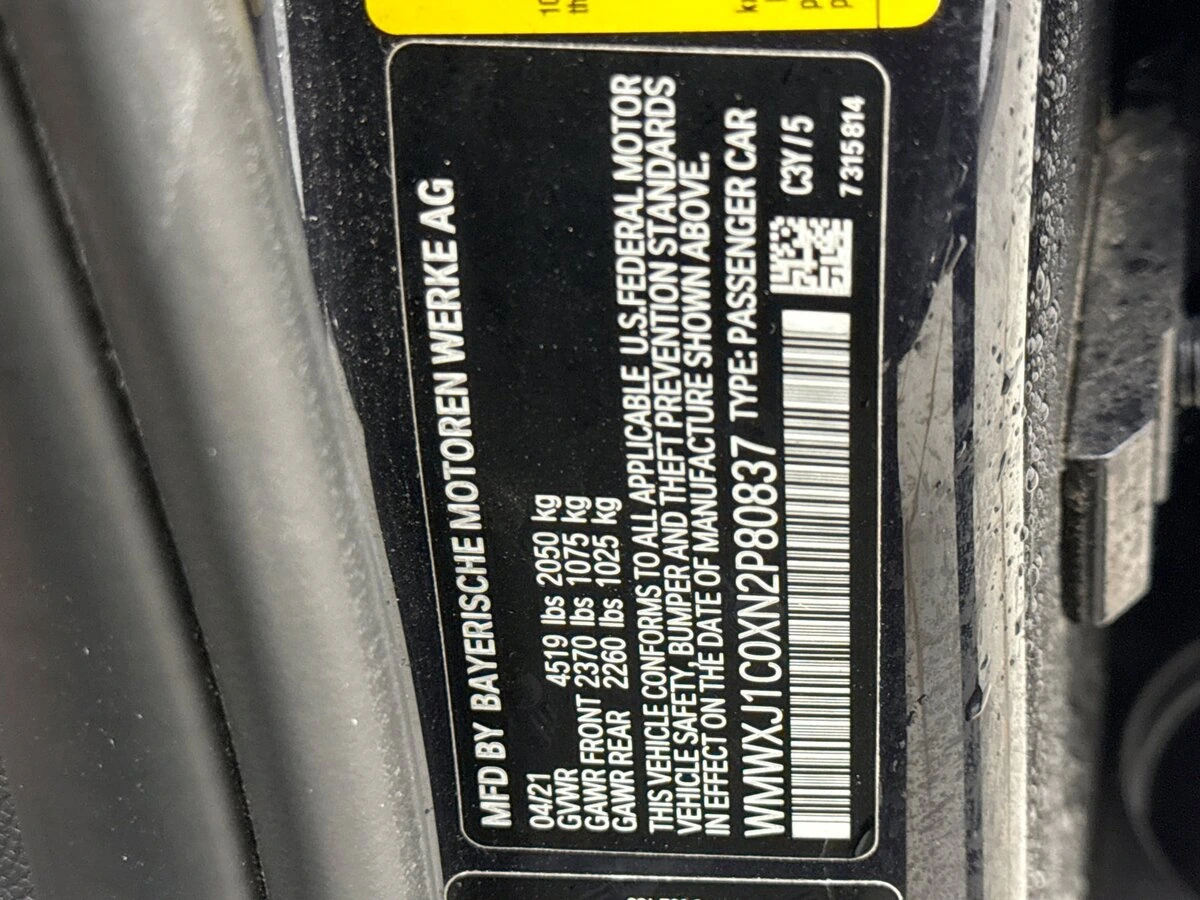 MFD BY BAYERISCHE MOTOREN WERKE AG
04/21
GVWR 4519 lbs 2050 kg
GAWR FRONT 2370 lbs 1075 kg
GAWR REAR 2260 lbs 1025 kg
THIS VEHICLE CONFORMS TO ALL APPLICABLE U.S.FEDERAL MOTOR
VEHICLE SAFETY, BUMPER AND THEFT PREVENTION STANDARDS
IN EFFECT ON THE DATE OF MANUFACTURE SHOWN ABOVE.
WMWXJ1C0XN2P80837 TYPE: PASSENGER CAR
C3Y/5
7315814